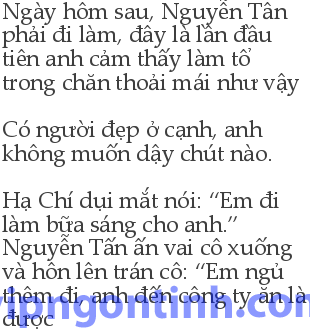 Ngày hôm sau, Nguyễn Tấn
phải đi làm, đây là lần đầu
tiên anh cảm thấy làm tổ
trong chăn thoải mái như vậy
Có người đẹp ở cạnh, anh
không muốn dậy chút nào.
Hạ Chí dụi mắt nói: “Em đi
làm bữa sáng cho anh.”
Nguyễn Tấn ấn vai cô xuống
và hôn lên trán cô: “Em ngủ
thêm đi, anh đến công ty ăn là
được